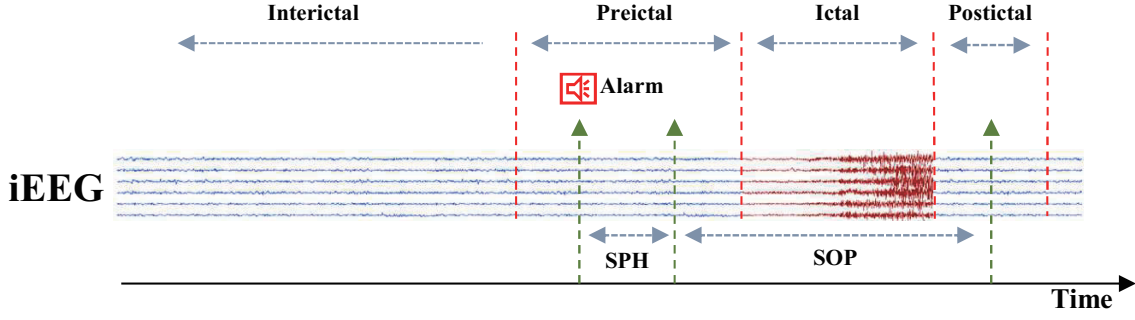 Interictal
Preictal
Ictal
Postictal
Alarm
iEEG
SPH
SOP
Time